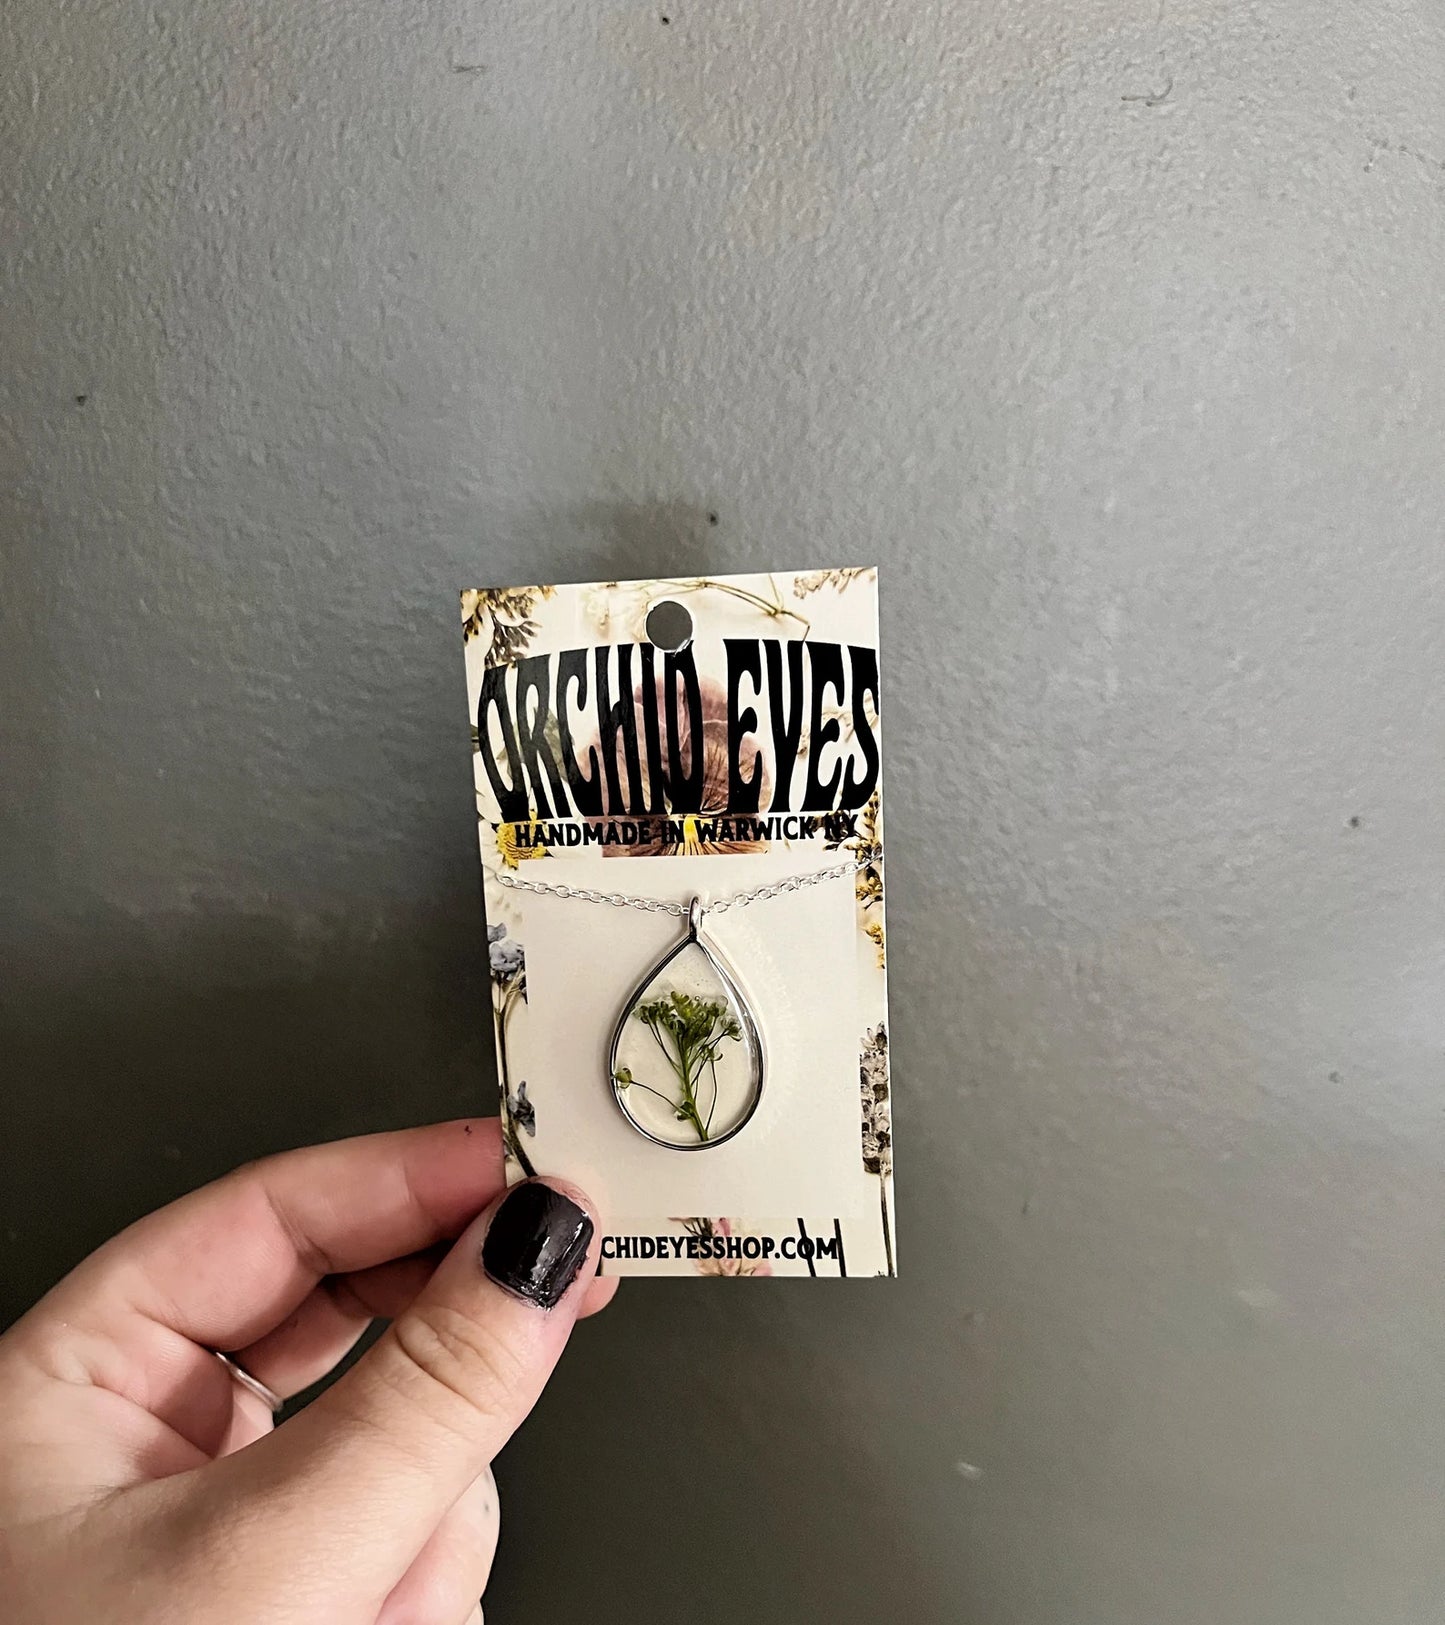 ORCHID EYES
HANDMADE IN WARWICK NY
CHIDEYESSHOP.COM